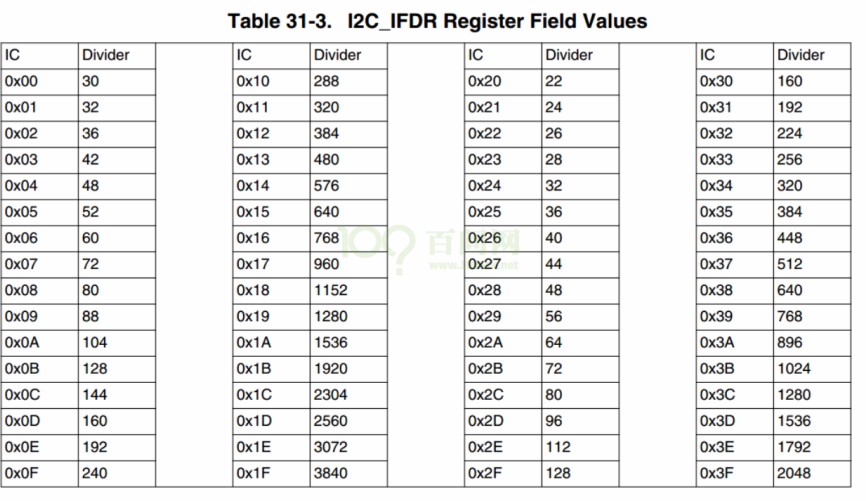 Table 31-3. I2C_IFDR Register Field Values
IC Divider IC Divider IC Divider IC Divider
0x00 30 0x10 288 0x20 22 0x30 160
0x01 32 0x11 320 0x21 24 0x31 192
0x02 36 0x12 384 0x22 26 0x32 224
0x03 42 0x13 480 0x23 28 0x33 256
0x04 48 0x14 576 0x24 32 0x34 320
0x05 52 0x15 640 0x25 36 0x35 384
0x06 60 0x16 768 0x26 40 0x36 448
0x07 72 0x17 960 0x27 44 0x37 512
0x08 80 0x18 1152 0x28 48 0x38 640
0x09 88 0x19 1280 0x29 56 0x39 768
0x0A 104 0x1A 1536 0x2A 64 0x3A 896
0x0B 128 0x1B 1920 0x2B 72 0x3B 1024
0x0C 144 0x1C 2304 0x2C 80 0x3C 1280
0x0D 160 0x1D 2560 0x2D 96 0x3D 1536
0x0E 192 0x1E 3072 0x2E 112 0x3E 1792
0x0F 240 0x1F 3840 0x2F 128 0x3F 2048